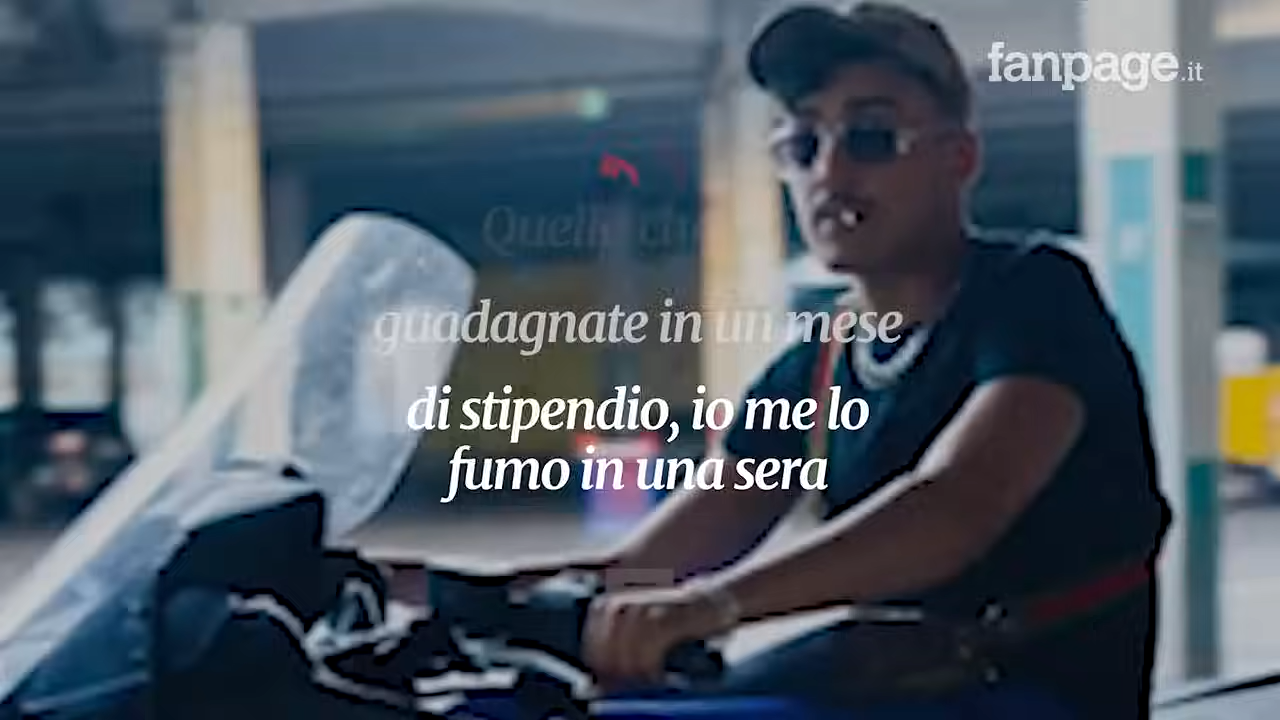 fanpage.it
guadagnate in un mese
di stipendio, io me lo
fumo in una sera